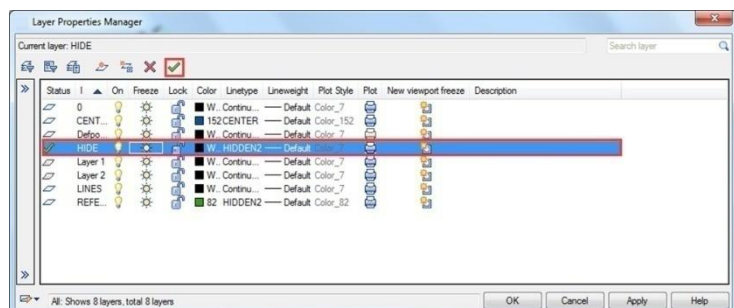 Layer Properties Manager
Current layer: HIDE
Search layer
Status I On Freeze Lock Color Linetype Lineweight Plot Style Plot New viewport freeze Description
0 W.. Continu... Default Color_7
CENT... 152 CENTER Default Color_152
Defpo... W.. Continu... Default Color_7
HIDE W.. HIDDEN2 Default Color_7
Layer 1 W.. Continu... Default Color_7
Layer 2 W.. Continu... Default Color_7
LINES W.. Continu... Default Color_7
REFE... 82 HIDDEN2 Default Color_82
All: Shows 8 layers, total 8 layers
OK Cancel Apply Help